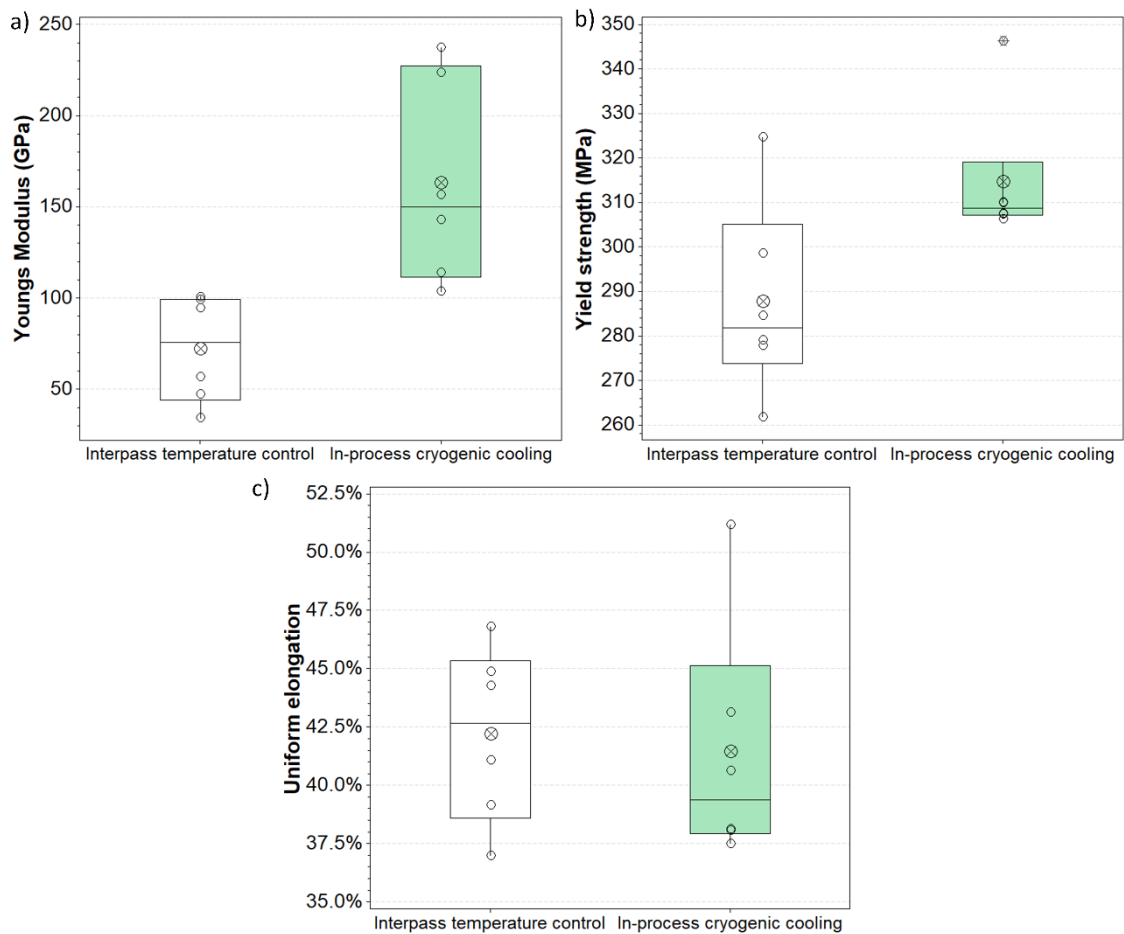 a)
Youngs Modulus (GPa)
250
200
150
100
50
Interpass temperature control
In-process cryogenic cooling
b)
Yield strength (MPa)
350
340
330
320
310
300
290
280
270
260
Interpass temperature control
In-process cryogenic cooling
c)
Uniform elongation
52.5%
50.0%
47.5%
45.0%
42.5%
40.0%
37.5%
35.0%
Interpass temperature control
In-process cryogenic cooling